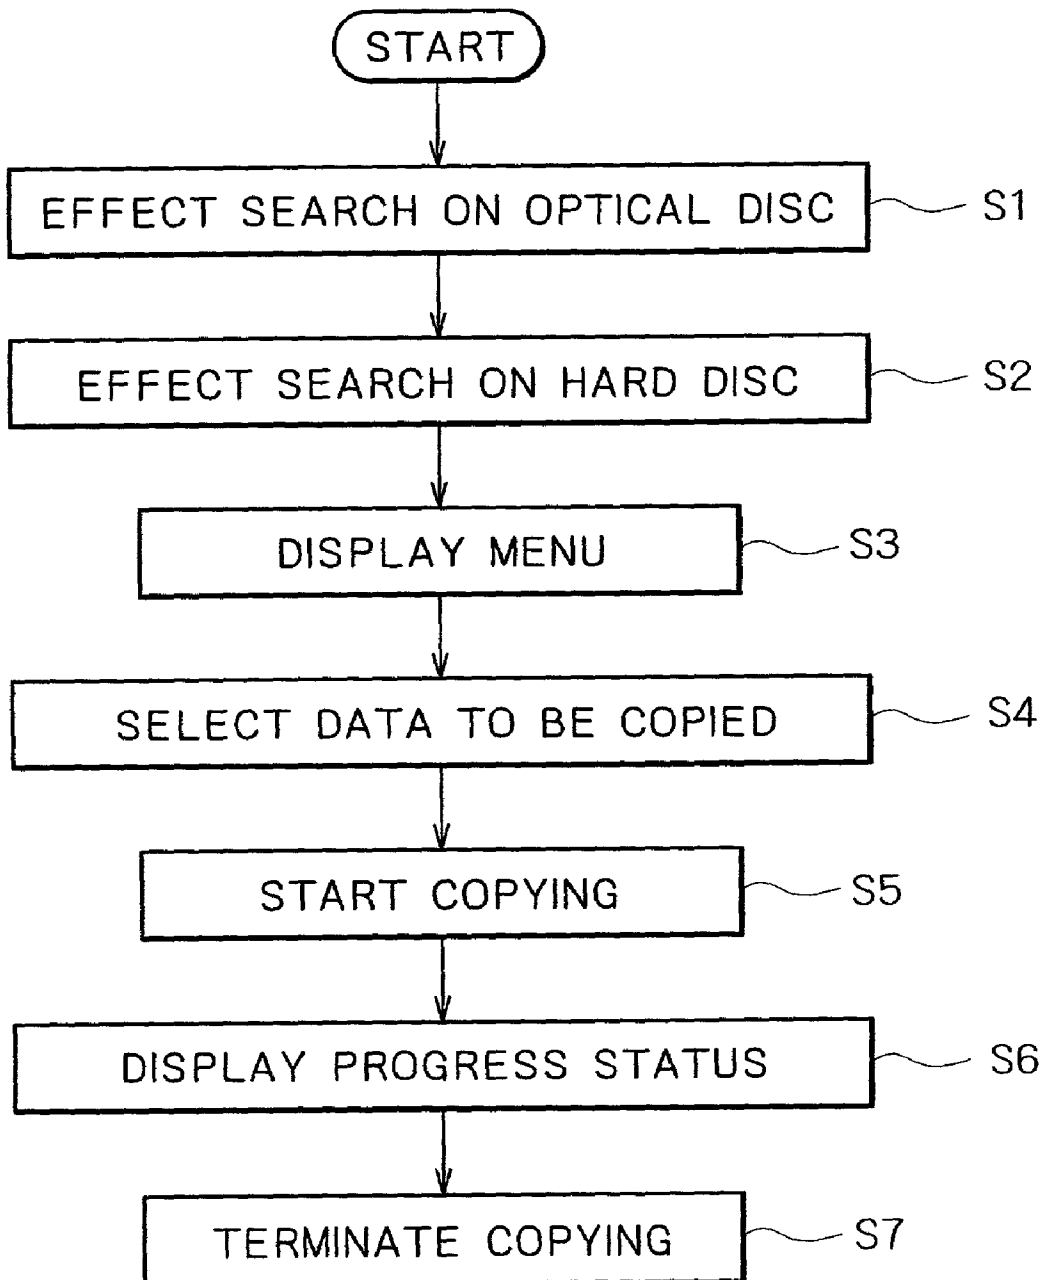 START
EFFECT SEARCH ON OPTICAL DISC
S1
EFFECT SEARCH ON HARD DISC
S2
DISPLAY MENU
S3
SELECT DATA TO BE COPIED
S4
START COPYING
S5
DISPLAY PROGRESS STATUS
S6
TERMINATE COPYING
S7